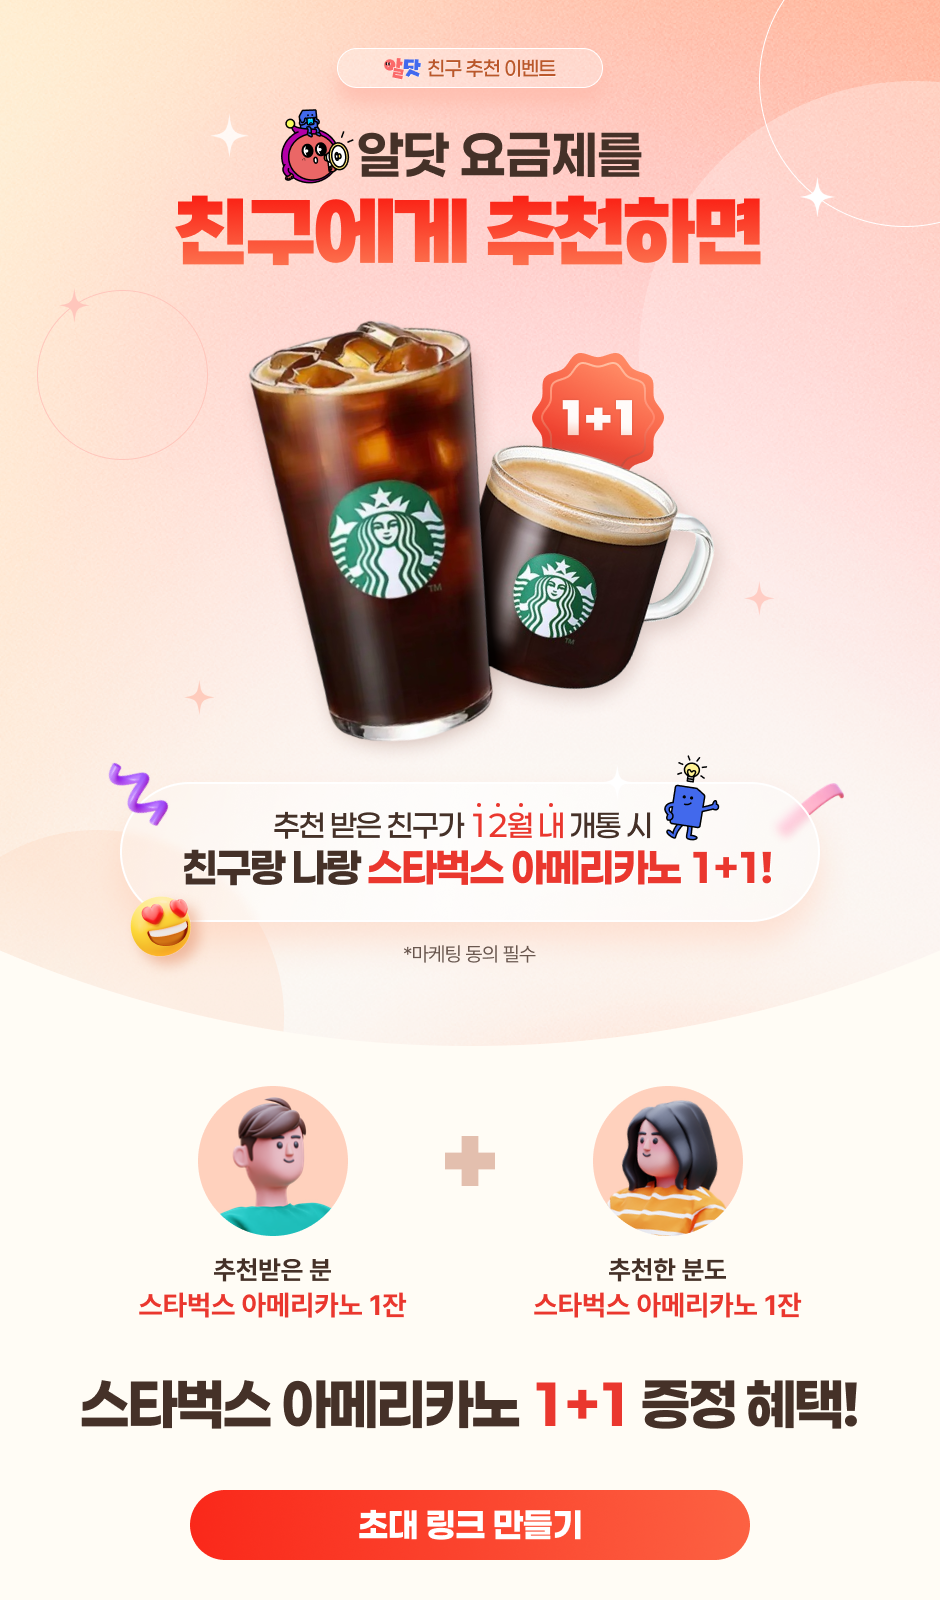 알닷 친구 추천 이벤트
알닷 요금제를
친구에게 추천하면
1+1
TM
TM
추천 받은 친구가 12월 내 개통 시
친구랑 나랑 스타벅스 아메리카노 1+1!
*마케팅 동의 필수
추천받은 분
스타벅스 아메리카노 1잔
추천한 분도
스타벅스 아메리카노 1잔
스타벅스 아메리카노 1+1 증정 혜택!
초대 링크 만들기